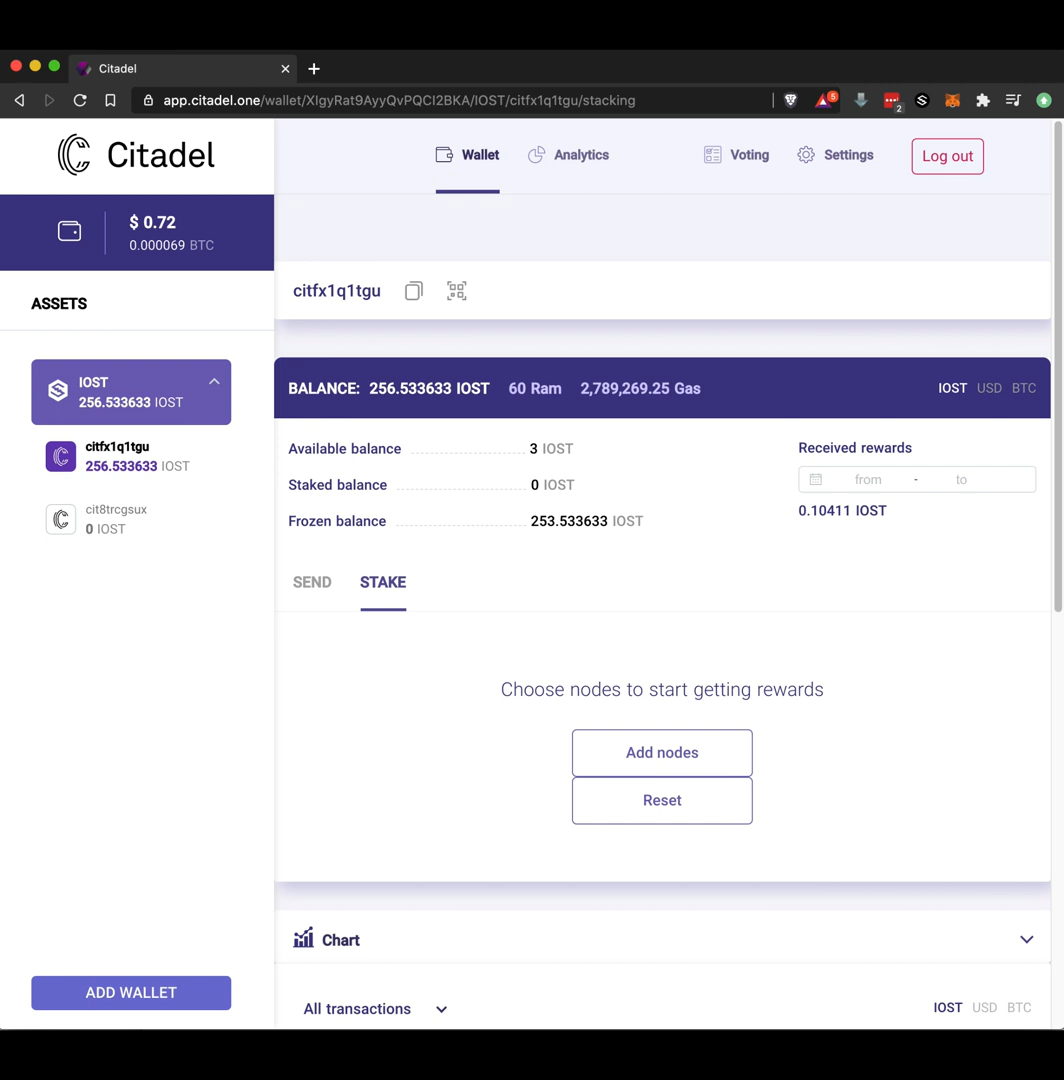 Citadel
app.citadel.one/wallet/XIgyRat9AyyQvPQCI2BKA/IOST/citfx1q1tgu/stacking
5
2
Citadel
Wallet
Analytics
Voting
Settings
Log out
$ 0.72
0.000069 BTC
ASSETS
citfx1q1tgu
IOST
256.533633 IOST
citfx1q1tgu
256.533633 IOST
cit8trcgsux
0 IOST
BALANCE: 256.533633 IOST 60 Ram 2,789,269.25 Gas
IOST USD BTC
Available balance 3 IOST
Staked balance 0 IOST
Frozen balance 253.533633 IOST
Received rewards
from - to
0.10411 IOST
SEND STAKE
Choose nodes to start getting rewards
Add nodes
Reset
Chart
All transactions
IOST USD BTC
ADD WALLET